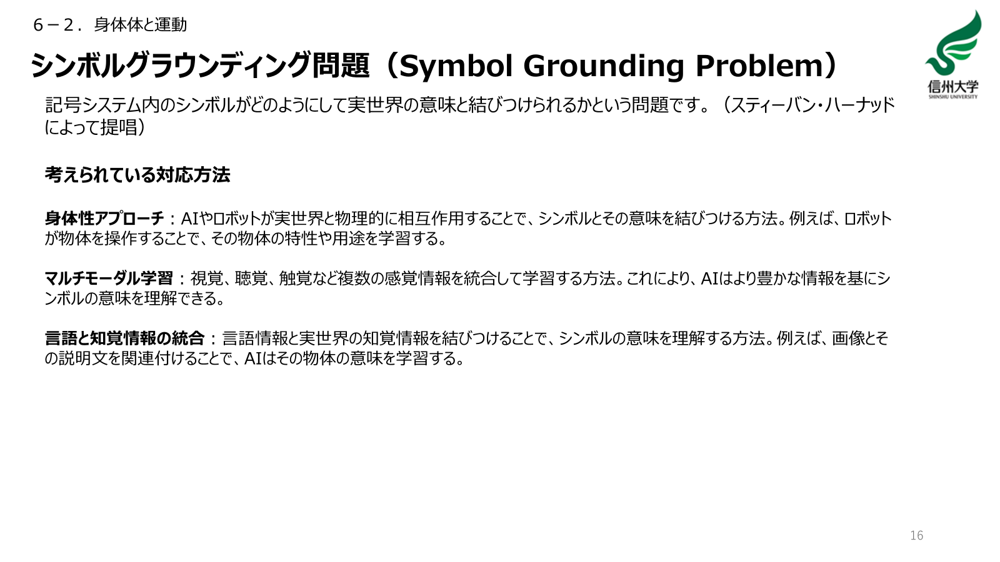 ６－２．身体体と運動
シンボルグラウンディング問題（Symbol Grounding Problem）
信州大学
SHINSHU UNIVERSITY
記号システム内のシンボルがどのようにして実世界の意味と結びつけられるかという問題です。（スティーバン・ハーナッド
によって提唱）
考えられている対応方法
身体性アプローチ：AIやロボットが実世界と物理的に相互作用することで、シンボルとその意味を結びつける方法。例えば、ロボット
が物体を操作することで、その物体の特性や用途を学習する。
マルチモーダル学習：視覚、聴覚、触覚など複数の感覚情報を統合して学習する方法。これにより、AIはより豊かな情報を基にシ
ンボルの意味を理解できる。
言語と知覚情報の統合：言語情報と実世界の知覚情報を結びつけることで、シンボルの意味を理解する方法。例えば、画像とそ
の説明文を関連付けることで、AIはその物体の意味を学習する。
16